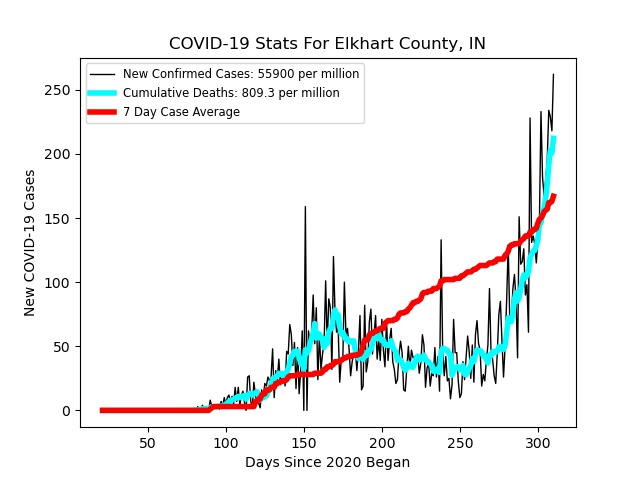 COVID-19 Stats For Elkhart County, IN
New Confirmed Cases: 55900 per million
Cumulative Deaths: 809.3 per million
7 Day Case Average
New COVID-19 Cases
250
200
150
100
50
0
50 100 150 200 250 300
Days Since 2020 Began